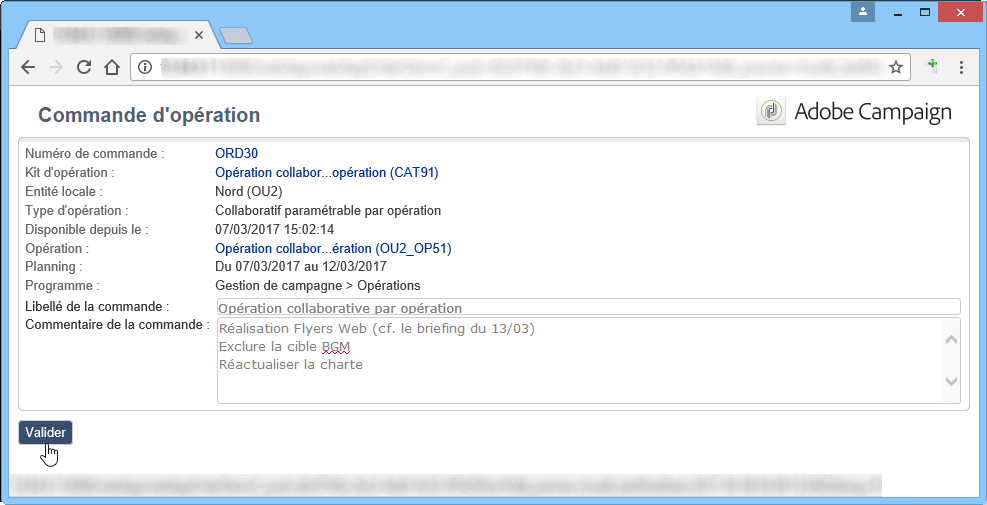 Commande d'opération
Adobe Campaign
Numéro de commande : ORD30
Kit d'opération : Opération collabor...opération (CAT91)
Entité locale : Nord (OU2)
Type d'opération : Collaboratif paramétrable par opération
Disponible depuis le : 07/03/2017 15:02:14
Opération : Opération collabor...ération (OU2_OP51)
Planning : Du 07/03/2017 au 12/03/2017
Programme : Gestion de campagne > Opérations
Libellé de la commande : Opération collaborative par opération
Commentaire de la commande : Réalisation Flyers Web (cf. le briefing du 13/03)
Exclure la cible BGM
Réactualiser la charte
Valider